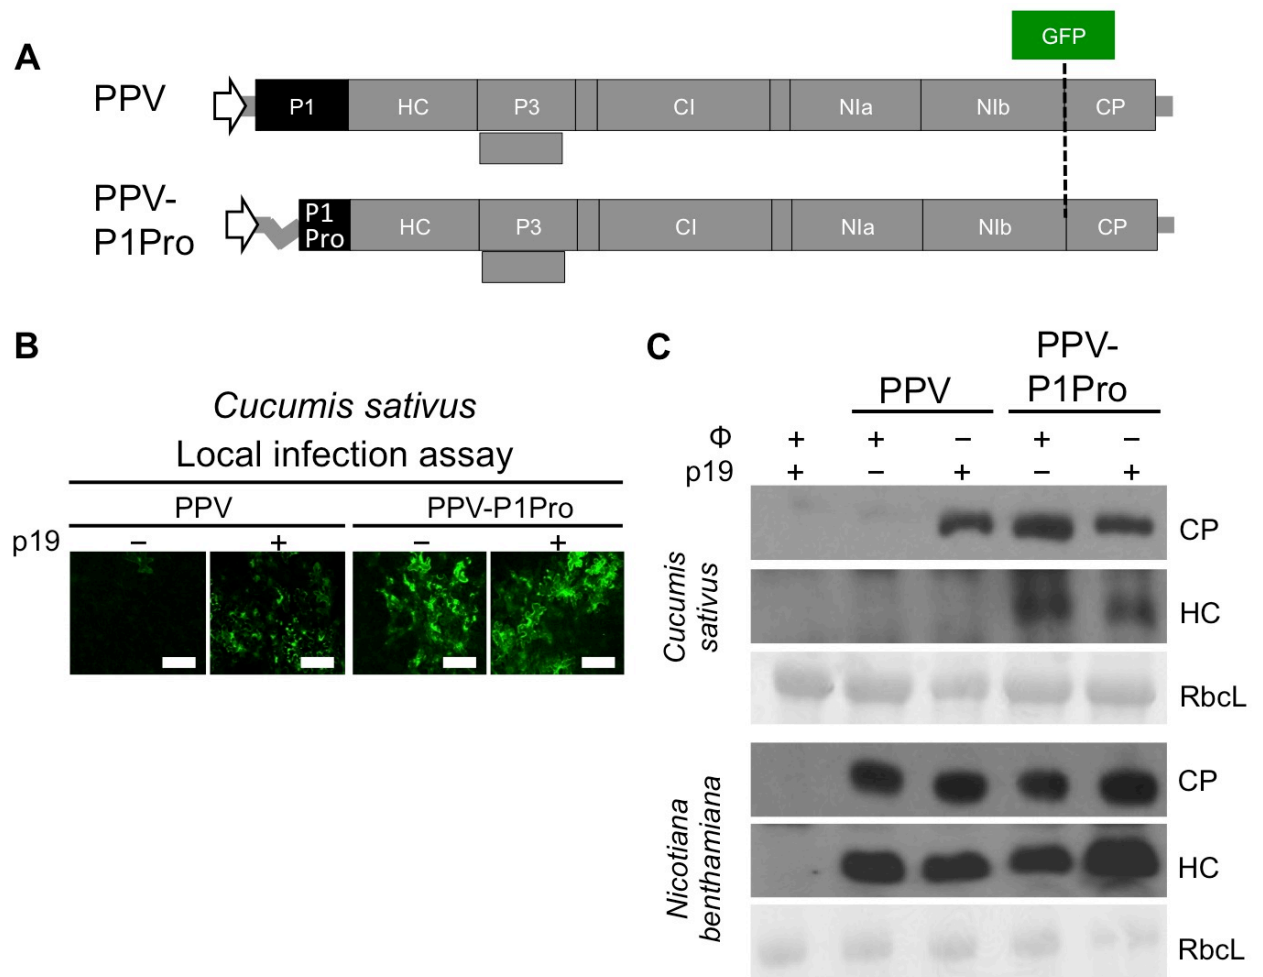 A
GFP
PPV
P1 HC P3 CI NIa NIb CP
PPV-
P1Pro
P1
Pro
HC P3 CI NIa NIb CP
B
Cucumis sativus
Local infection assay
PPV PPV-P1Pro
p19 − + − +
C
PPV
PPV-
P1Pro
Φ + + − + −
p19 + − + − +
Cucumis
sativus
CP
HC
RbcL
Nicotiana
benthamiana
CP
HC
RbcL